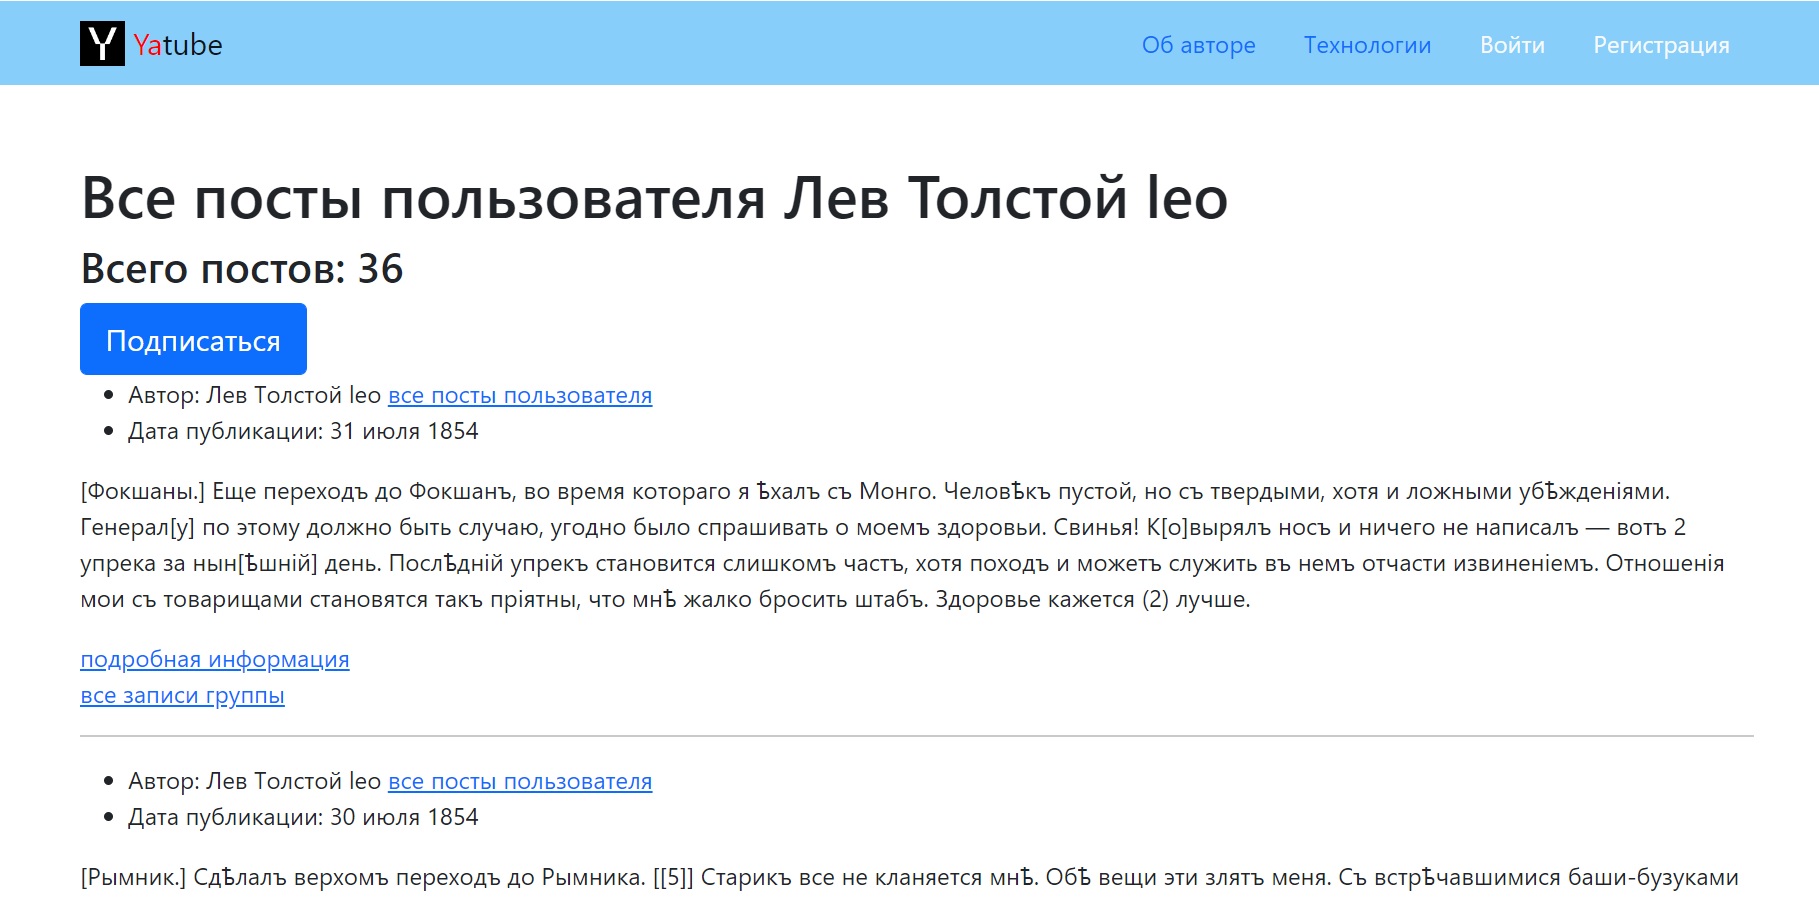 Y Yatube
Об авторе Технологии Войти Регистрация
Все посты пользователя Лев Толстой leo
Всего постов: 36
Подписаться
Автор: Лев Толстой leo все посты пользователя
Дата публикации: 31 июля 1854
[Фокшаны.] Еще переходъ до Фокшанъ, во время котораго я ѣхалъ съ Монго. Человѣкъ пустой, но съ твердыми, хотя и ложными убѣжденіями.
Генерал[у] по этому должно быть случаю, угодно было спрашивать о моемъ здоровьи. Свинья! К[о]вырялъ носъ и ничего не написалъ — вотъ 2
упрека за нын[ѣшній] день. Послѣдній упрекъ становится слишкомъ частъ, хотя походъ и можетъ служить въ немъ отчасти извиненіемъ. Отношенія
мои съ товарищами становятся такъ пріятны, что мнѣ жалко бросить штабъ. Здоровье кажется (2) лучше.
подробная информация
все записи группы
Автор: Лев Толстой leo все посты пользователя
Дата публикации: 30 июля 1854
[Рымник.] Сдѣлалъ верхомъ переходъ до Рымника. [[5]] Старикъ все не кланяется мнѣ. Обѣ вещи эти злятъ меня. Съ встрѣчавшимися баши-бузуками